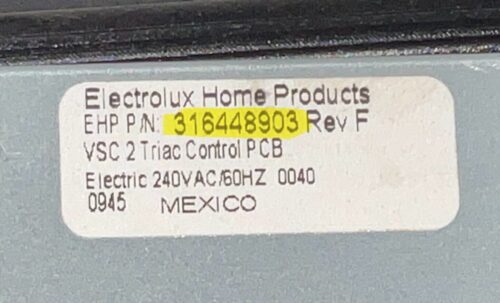 Electrolux Home Products
EHP P/N: 316448903 Rev F
VSC 2 Triac Control PCB
Electric 240VAC/60HZ 0040
0945 MEXICO